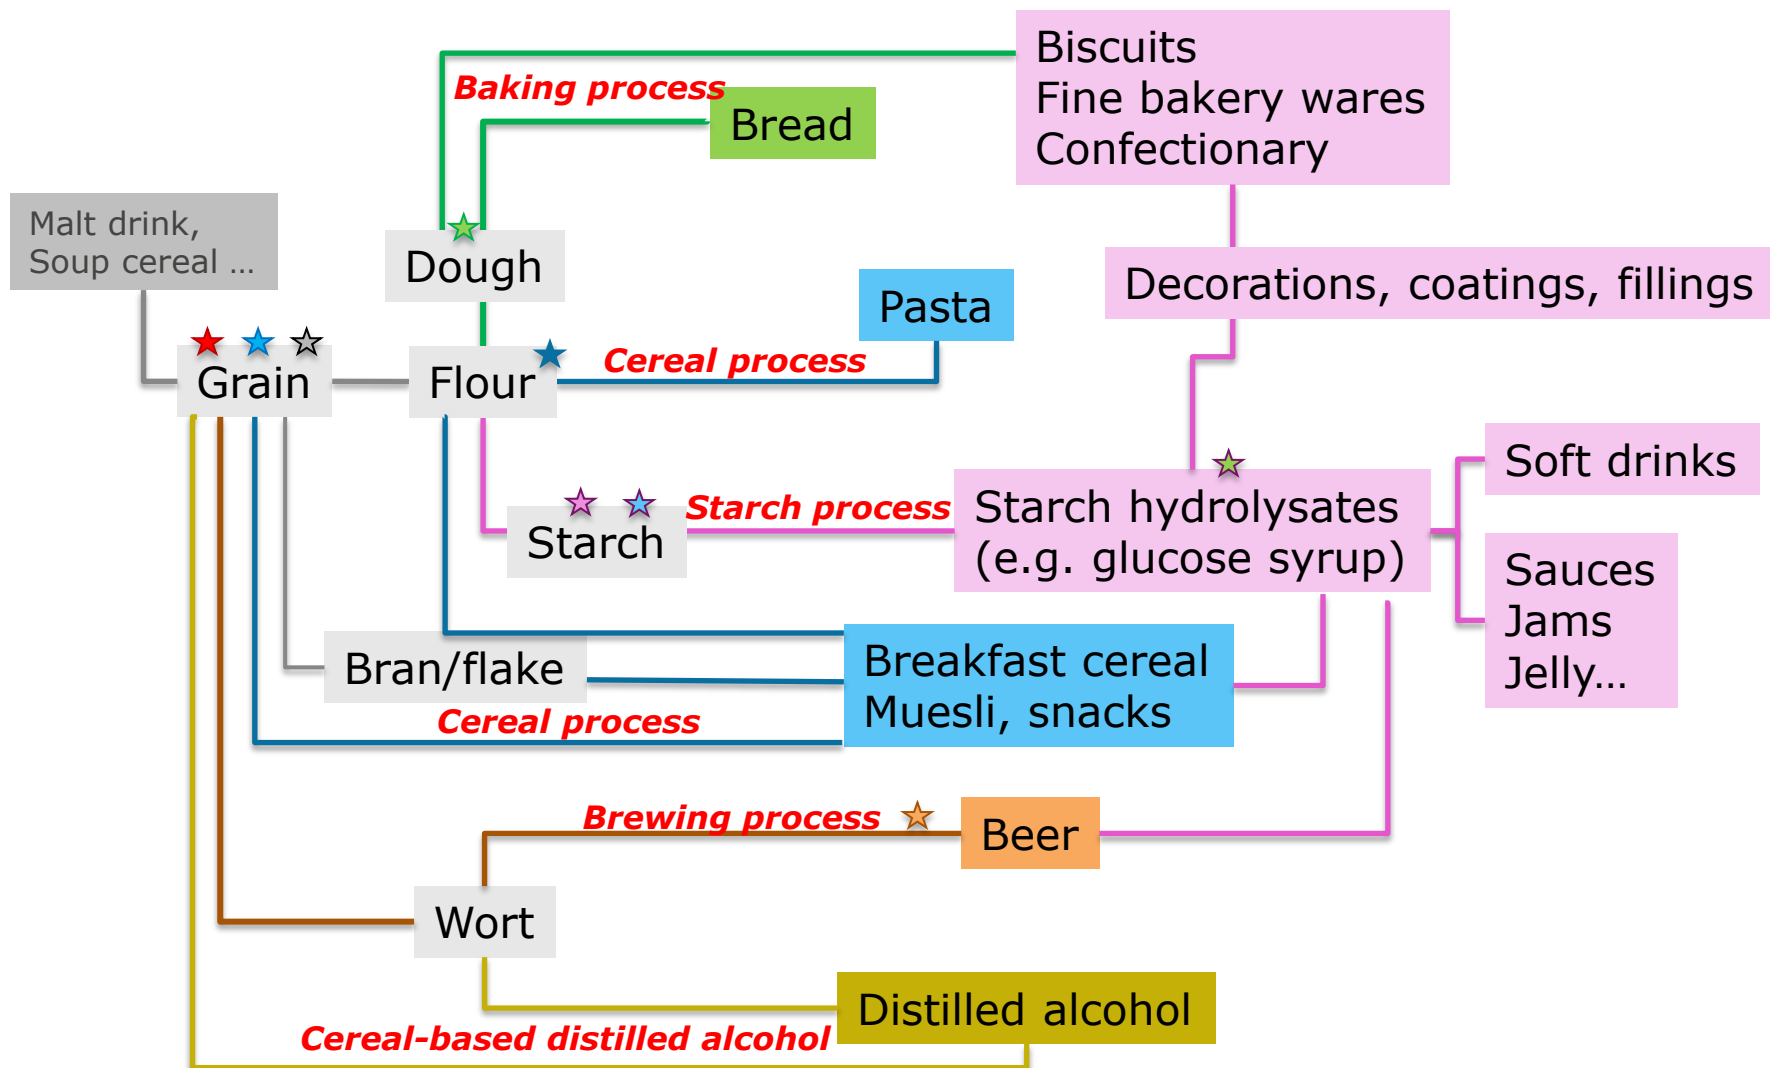 Biscuits
Fine bakery wares
Confectionary
Baking process
Bread
Malt drink,
Soup cereal ...
Dough
Decorations, coatings, fillings
Pasta
Cereal process
Grain
Flour
Soft drinks
Starch process
Starch hydrolysates
(e.g. glucose syrup)
Starch
Sauces
Jams
Jelly...
Bran/flake
Breakfast cereal
Muesli, snacks
Cereal process
Brewing process
Beer
Wort
Distilled alcohol
Cereal-based distilled alcohol